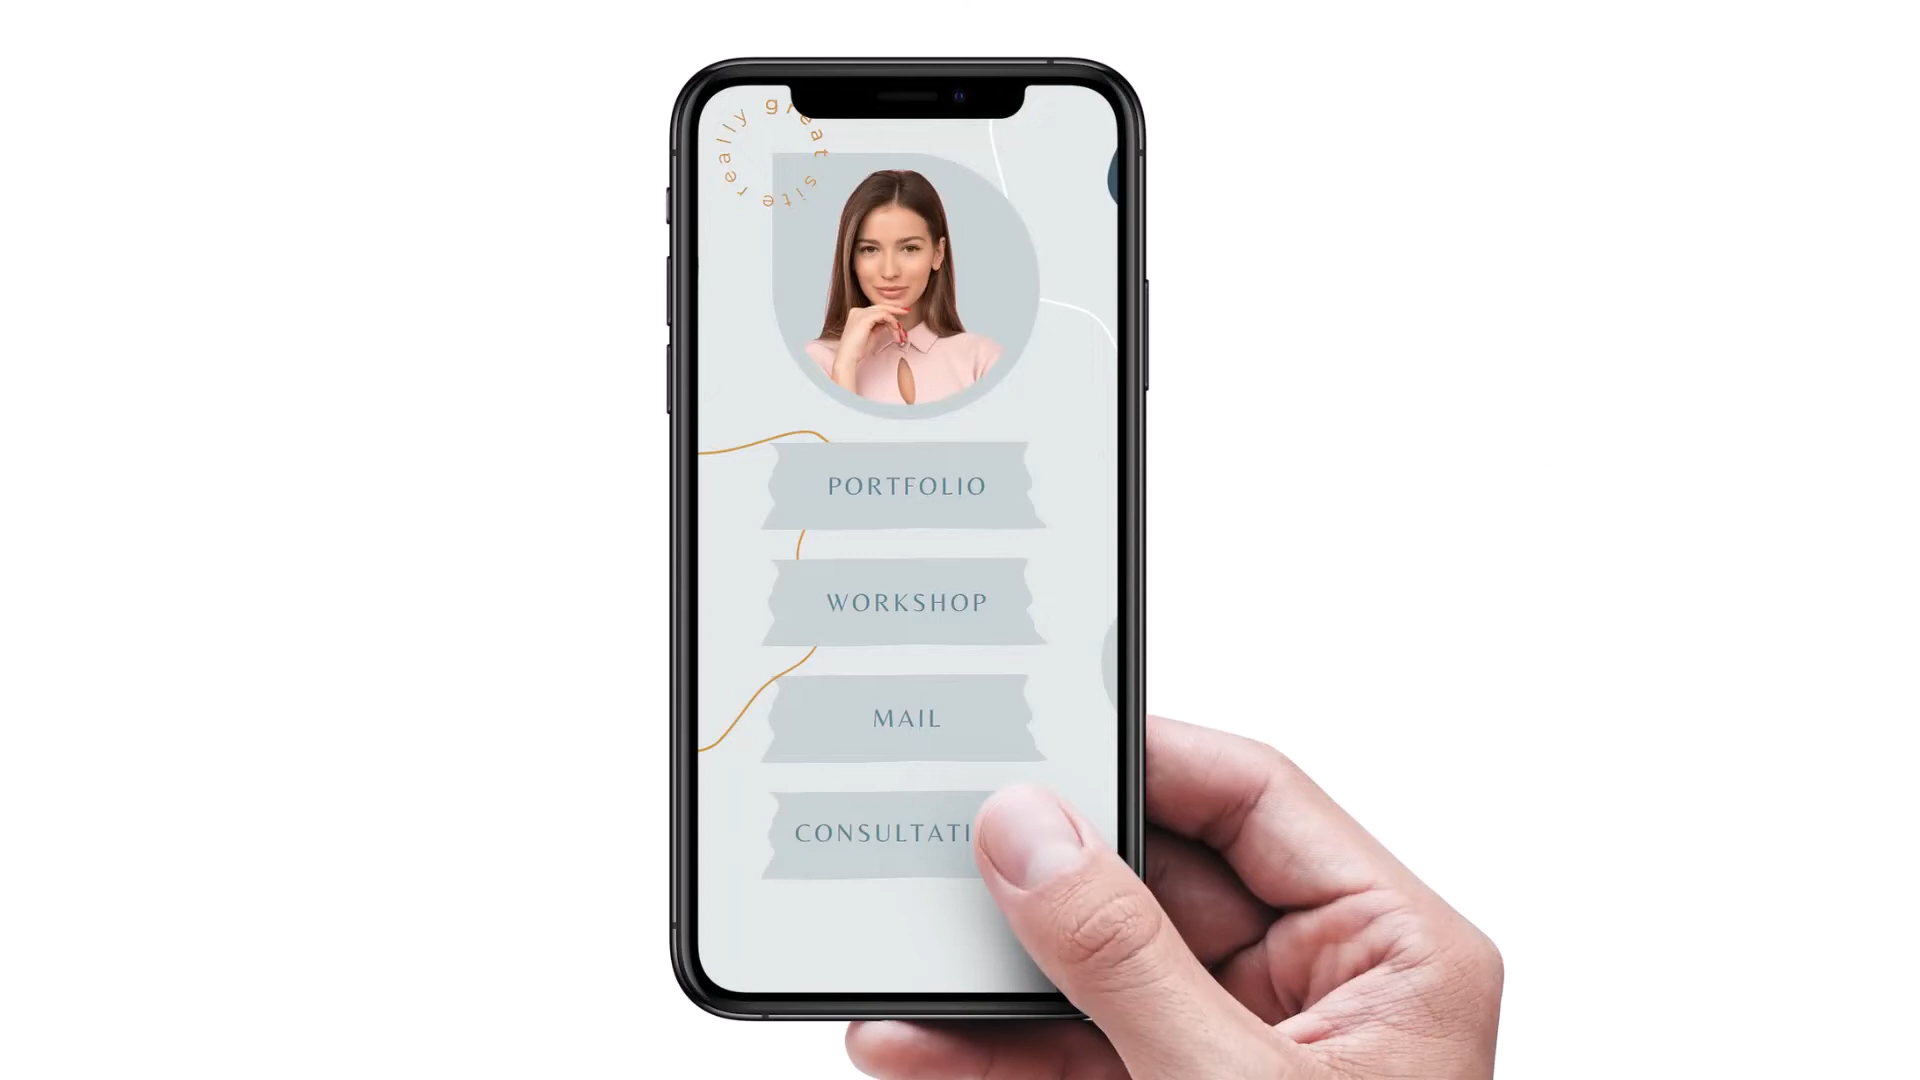 really great site
PORTFOLIO
WORKSHOP
MAIL
CONSULTATI